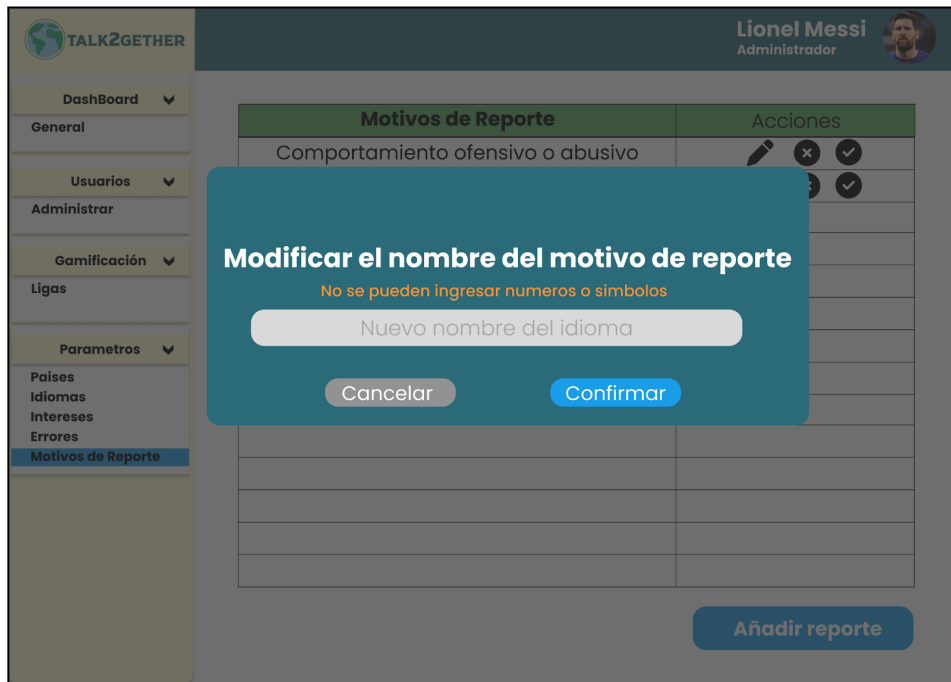 TALK2GETHER
Lionel Messi
Administrador
DashBoard
General
Usuarios
Administrar
Gamificación
Ligas
Parametros
Paises
Idiomas
Intereses
Errores
Motivos de Reporte
Motivos de Reporte Acciones
Comportamiento ofensivo o abusivo
Modificar el nombre del motivo de reporte
No se pueden ingresar numeros o simbolos
Nuevo nombre del idioma
Cancelar Confirmar
Añadir reporte